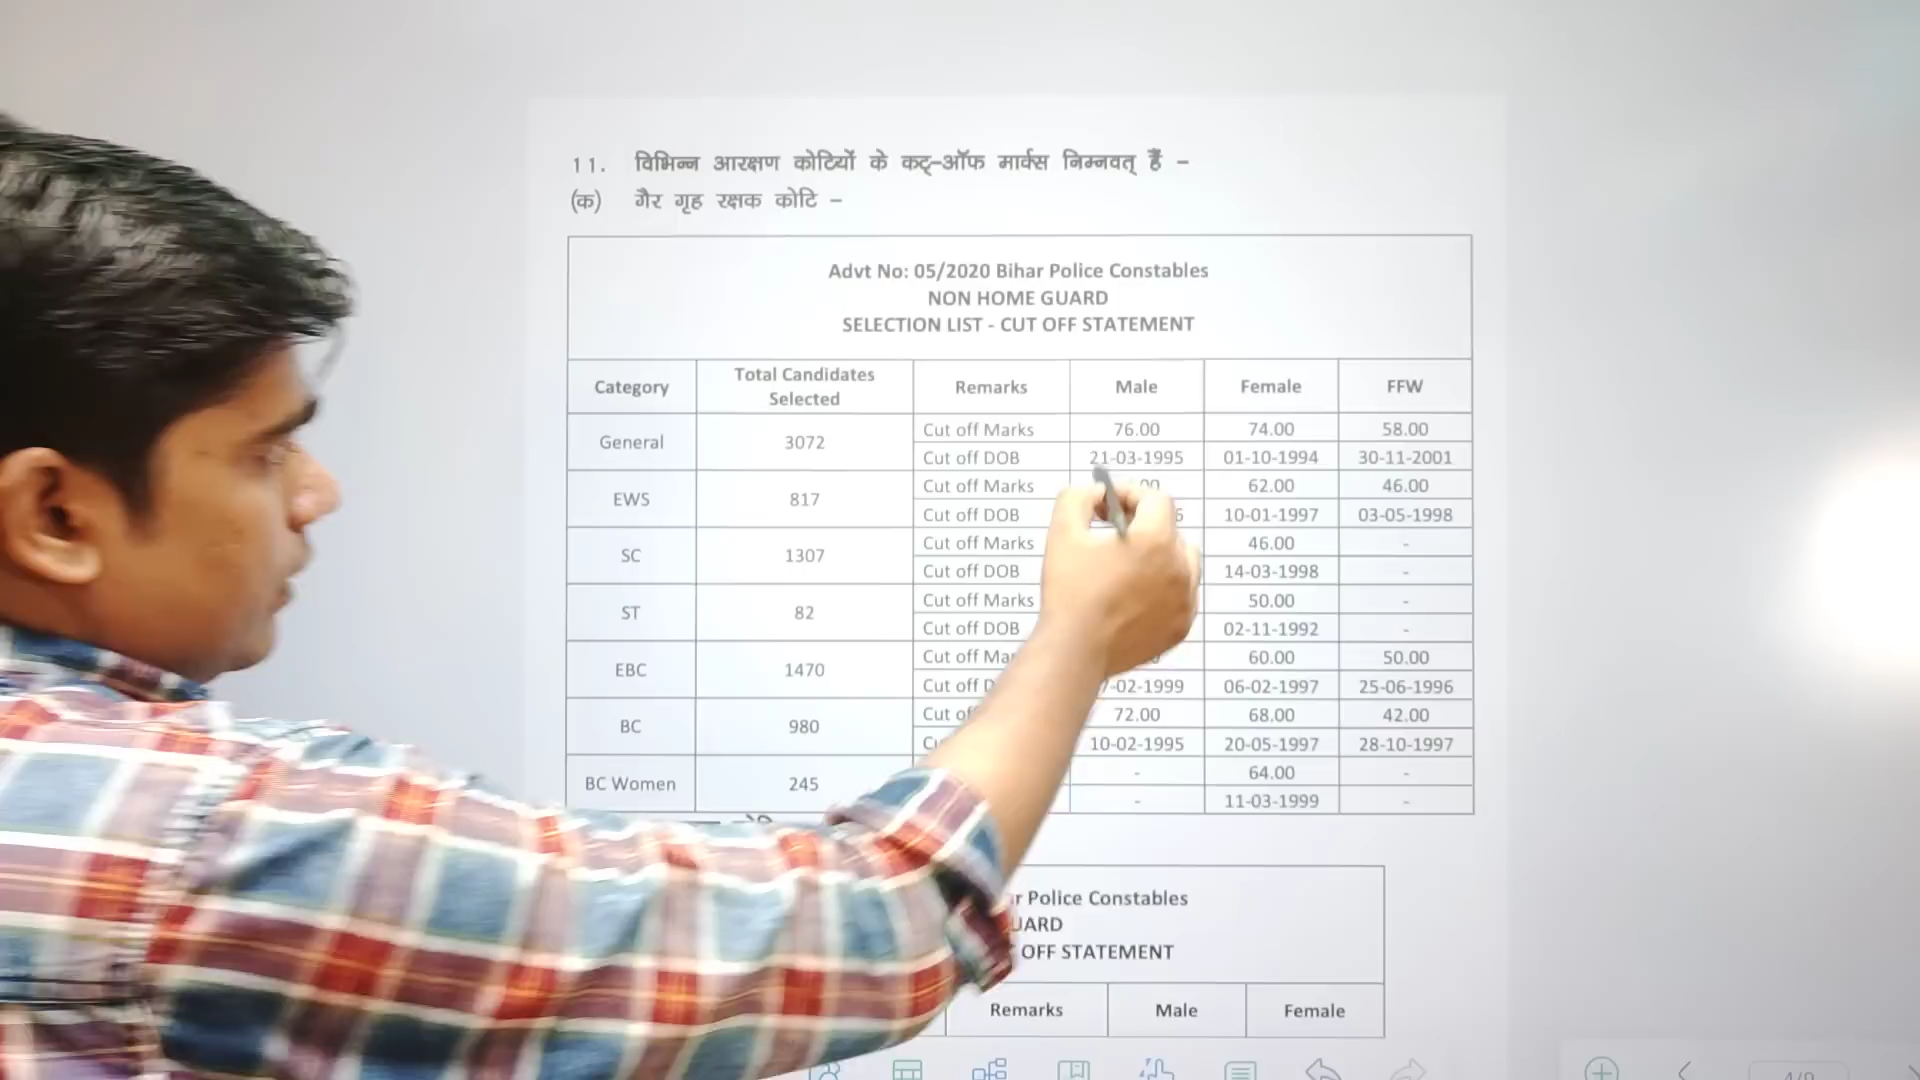 11. विभिन्न आरक्षण कोटियों के कट्-ऑफ मार्क्स निम्नवत् हैं –
(क) गैर गृह रक्षक कोटि –
Advt No: 05/2020 Bihar Police Constables
NON HOME GUARD
SELECTION LIST - CUT OFF STATEMENT
Category Total Candidates Selected Remarks Male Female FFW
General 3072 Cut off Marks 76.00 74.00 58.00
Cut off DOB 21-03-1995 01-10-1994 30-11-2001
EWS 817 Cut off Marks 62.00 46.00
Cut off DOB 10-01-1997 03-05-1998
SC 1307 Cut off Marks 46.00 -
Cut off DOB 14-03-1998 -
ST 82 Cut off Marks 50.00 -
Cut off DOB 02-11-1992 -
EBC 1470 Cut off 60.00 50.00
Cut off -02-1999 06-02-1997 25-06-1996
BC 980 Cut 72.00 68.00 42.00
10-02-1995 20-05-1997 28-10-1997
BC Women 245 - 64.00 -
- 11-03-1999 -
Police Constables
OFF STATEMENT
Remarks Male Female